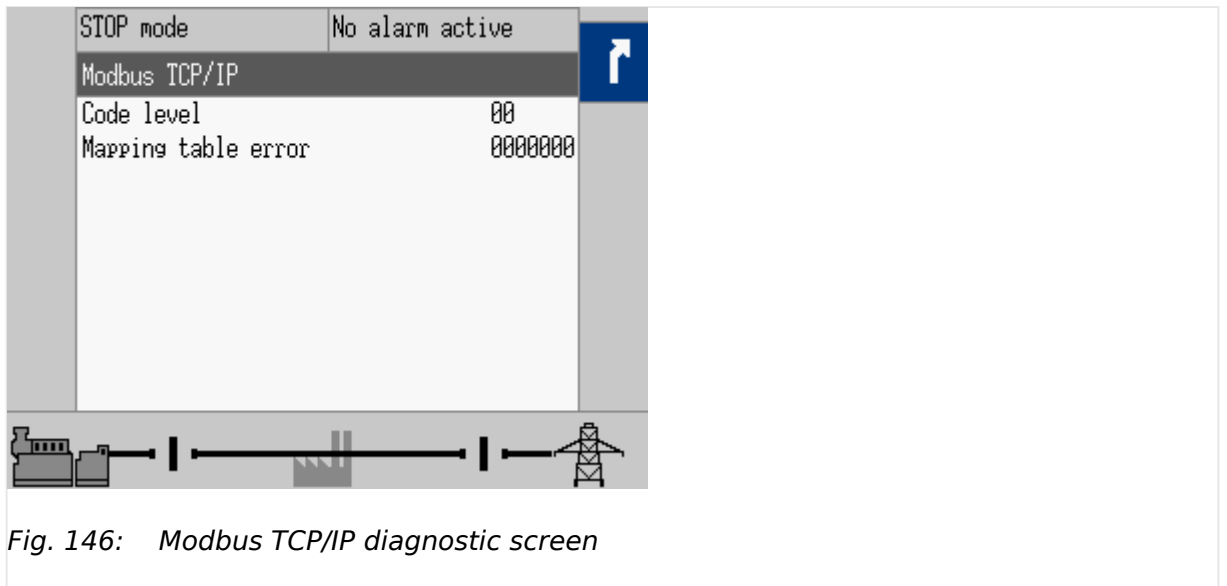 STOP mode No alarm active
Modbus TCP/IP
Code level 00
Mapping table error 0000000
Fig. 146: Modbus TCP/IP diagnostic screen